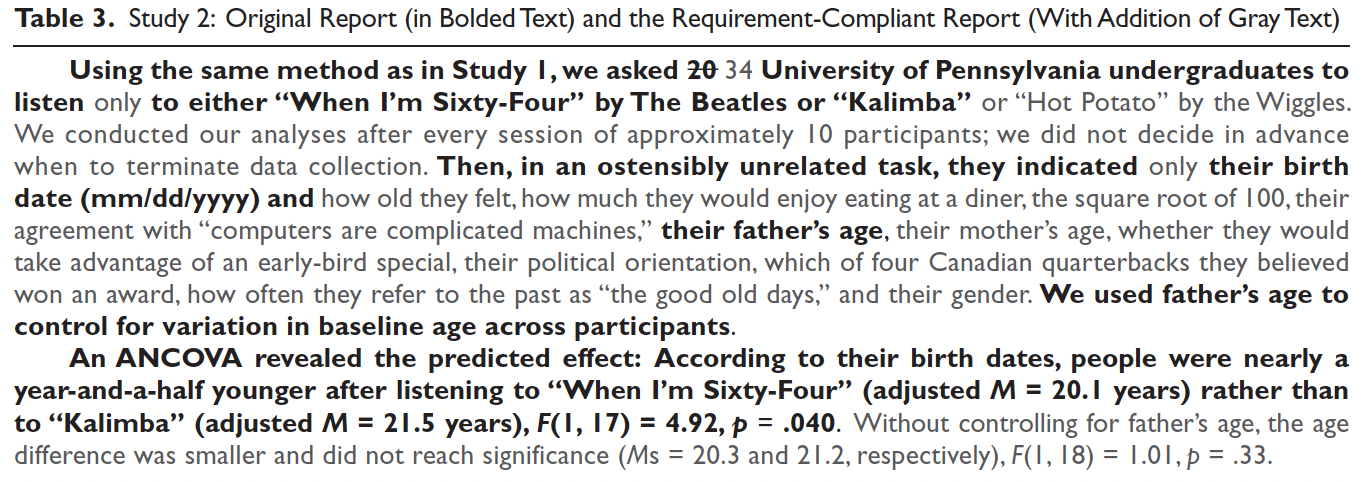 Table 3. Study 2: Original Report (in Bolded Text) and the Requirement-Compliant Report (With Addition of Gray Text)
Using the same method as in Study 1, we asked 20 34 University of Pennsylvania undergraduates to
listen only to either “When I’m Sixty-Four” by The Beatles or “Kalimba” or “Hot Potato” by the Wiggles.
We conducted our analyses after every session of approximately 10 participants; we did not decide in advance
when to terminate data collection. Then, in an ostensibly unrelated task, they indicated only their birth
date (mm/dd/yyyy) and how old they felt, how much they would enjoy eating at a diner, the square root of 100, their
agreement with “computers are complicated machines,” their father’s age, their mother’s age, whether they would
take advantage of an early-bird special, their political orientation, which of four Canadian quarterbacks they believed
won an award, how often they refer to the past as “the good old days,” and their gender. We used father’s age to
control for variation in baseline age across participants.
An ANCOVA revealed the predicted effect: According to their birth dates, people were nearly a
year-and-a-half younger after listening to “When I’m Sixty-Four” (adjusted M = 20.1 years) rather than
to “Kalimba” (adjusted M = 21.5 years), F(1, 17) = 4.92, p = .040. Without controlling for father’s age, the age
difference was smaller and did not reach significance (Ms = 20.3 and 21.2, respectively), F(1, 18) = 1.01, p = .33.